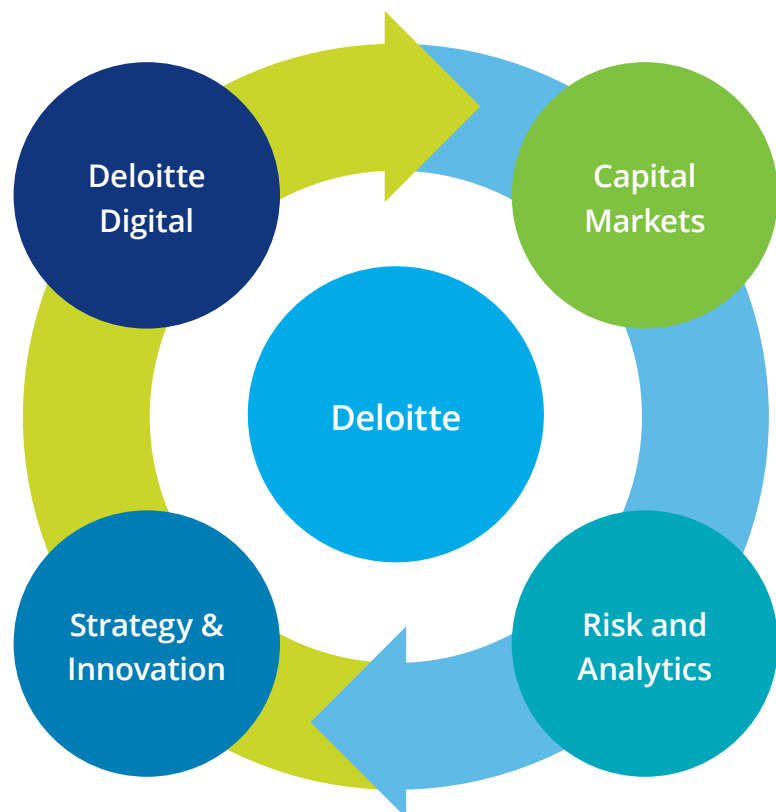 Deloitte
Digital
Capital
Markets
Deloitte
Strategy &
Innovation
Risk and
Analytics